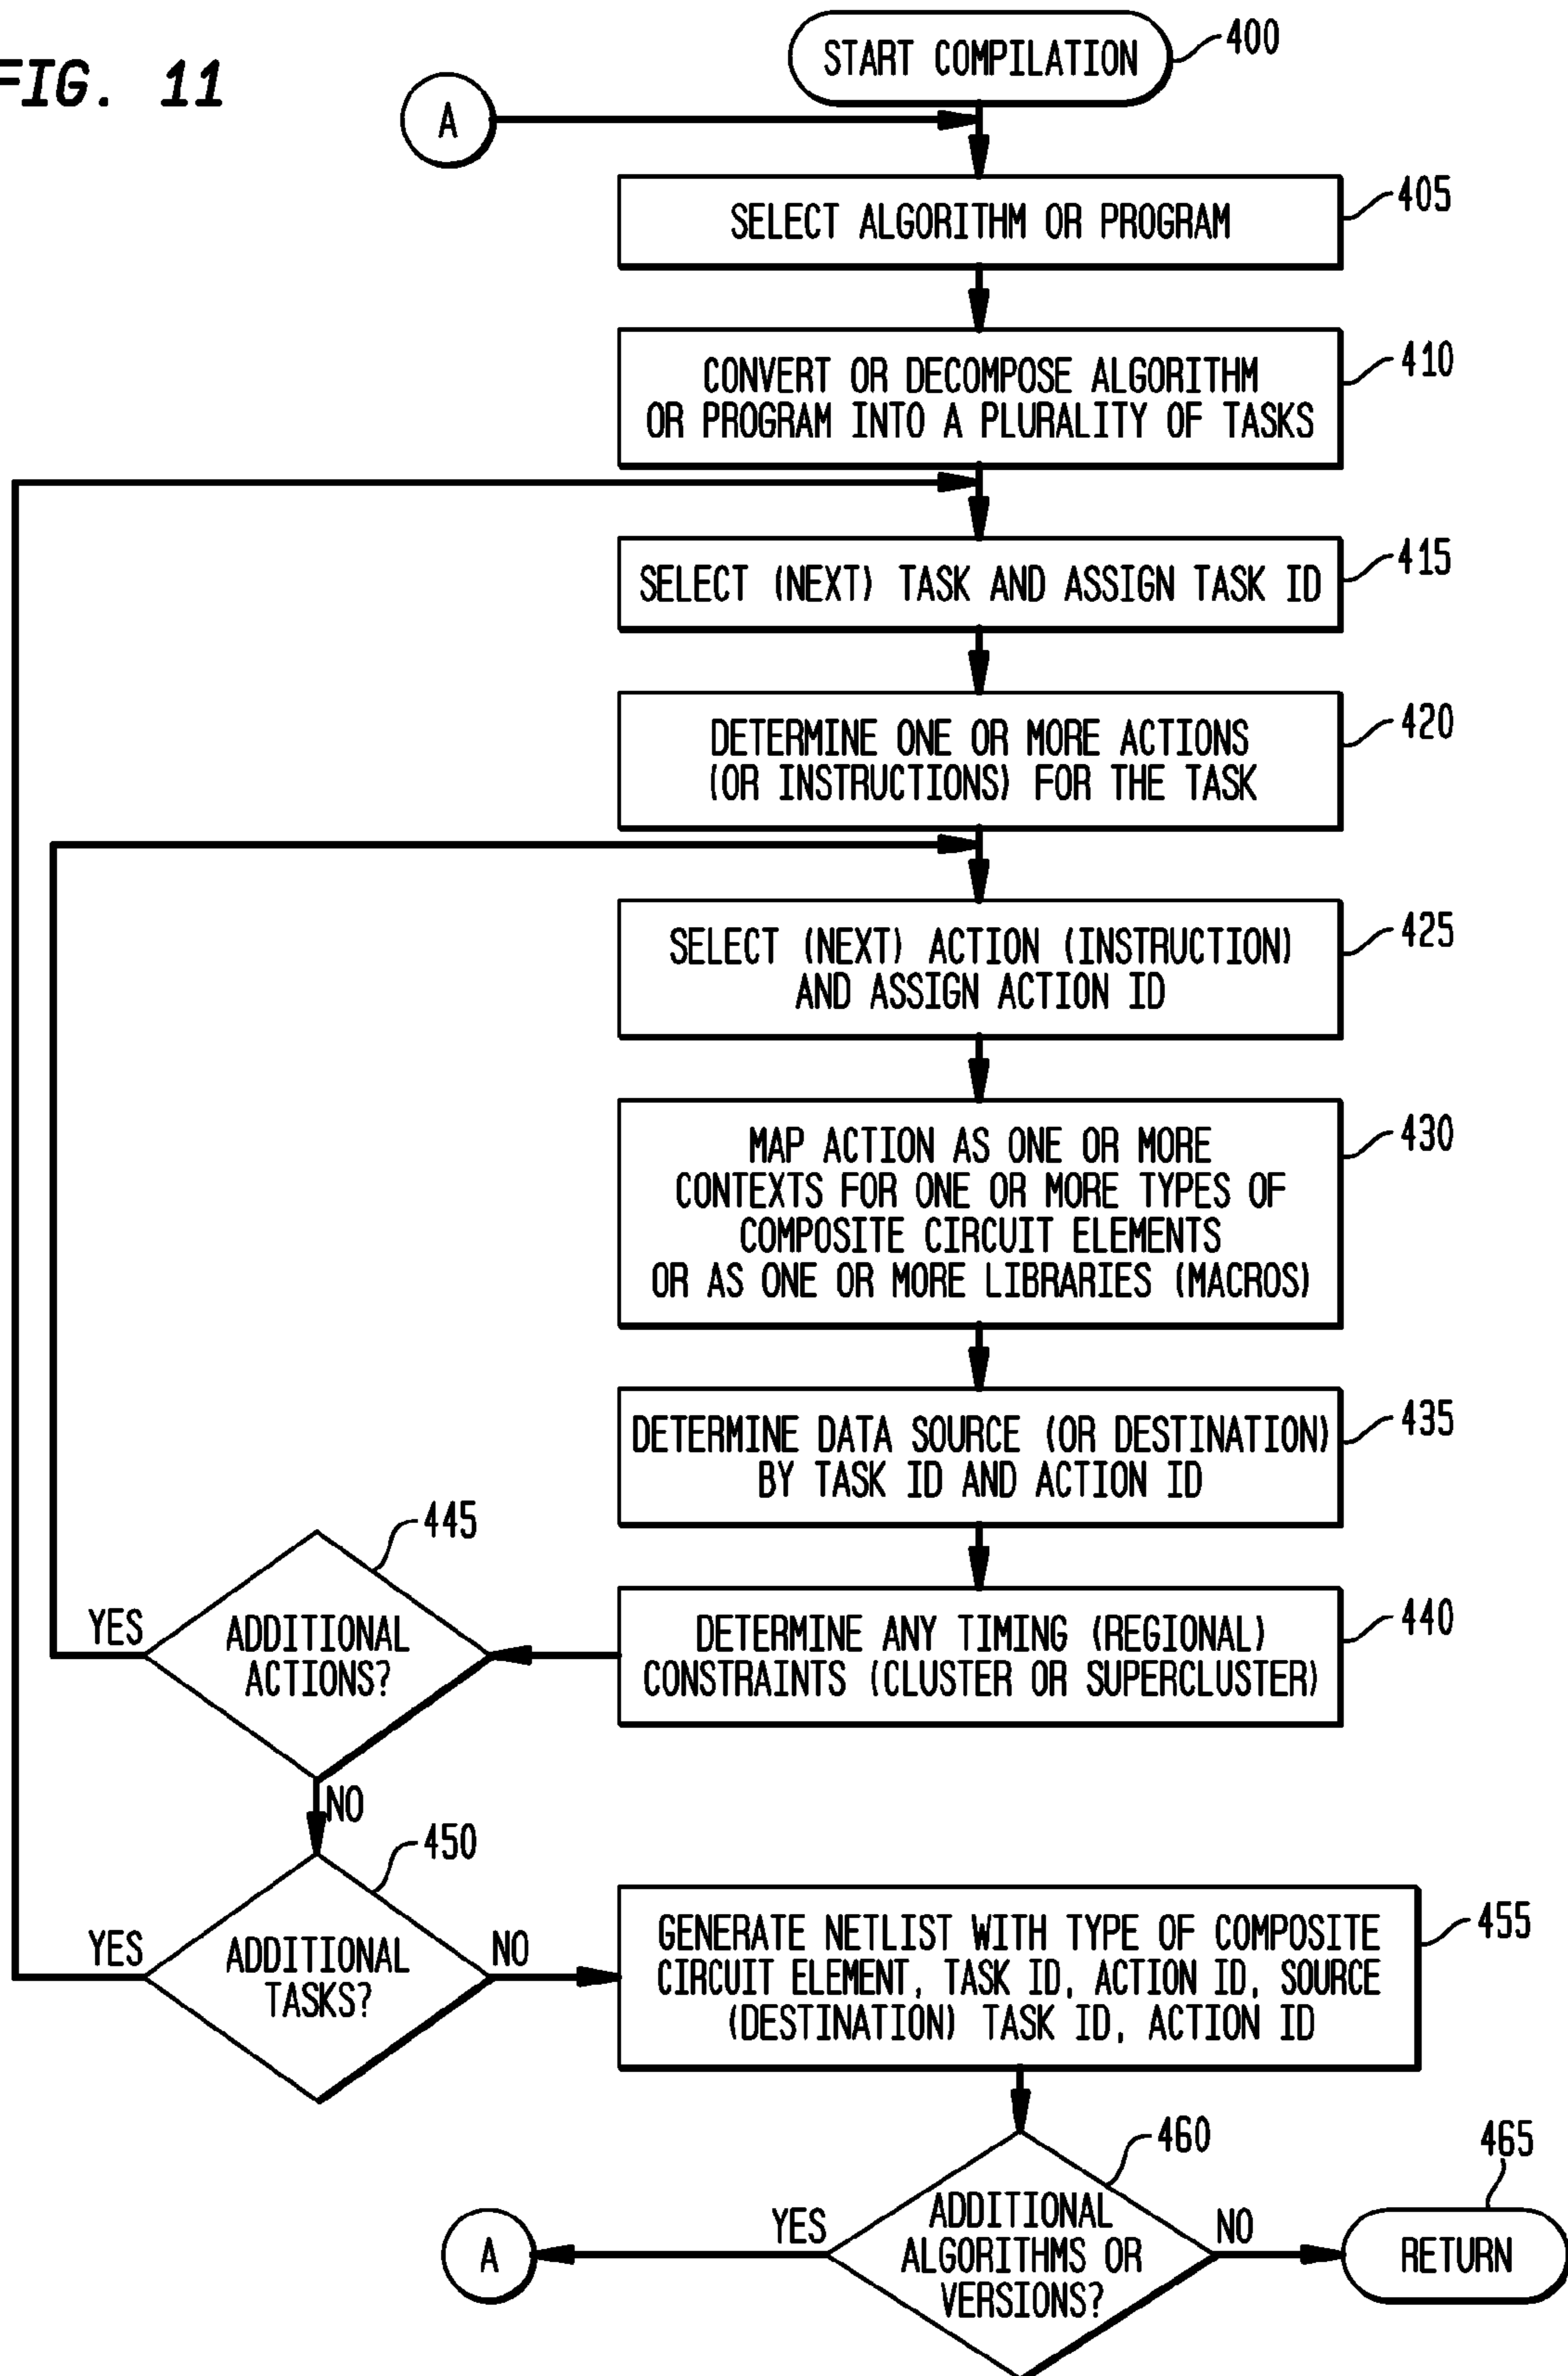 FIG. 11
START COMPILATION
400
A
SELECT ALGORITHM OR PROGRAM
405
CONVERT OR DECOMPOSE ALGORITHM
OR PROGRAM INTO A PLURALITY OF TASKS
410
SELECT (NEXT) TASK AND ASSIGN TASK ID
415
DETERMINE ONE OR MORE ACTIONS
(OR INSTRUCTIONS) FOR THE TASK
420
SELECT (NEXT) ACTION (INSTRUCTION)
AND ASSIGN ACTION ID
425
MAP ACTION AS ONE OR MORE
CONTEXTS FOR ONE OR MORE TYPES OF
COMPOSITE CIRCUIT ELEMENTS
OR AS ONE OR MORE LIBRARIES (MACROS)
430
DETERMINE DATA SOURCE (OR DESTINATION)
BY TASK ID AND ACTION ID
435
DETERMINE ANY TIMING (REGIONAL)
CONSTRAINTS (CLUSTER OR SUPERCLUSTER)
440
445
YES
ADDITIONAL
ACTIONS?
NO
450
YES
ADDITIONAL
TASKS?
NO
GENERATE NETLIST WITH TYPE OF COMPOSITE
CIRCUIT ELEMENT, TASK ID, ACTION ID, SOURCE
(DESTINATION) TASK ID, ACTION ID
455
460
YES
ADDITIONAL
ALGORITHMS OR
VERSIONS?
NO
A
465
RETURN